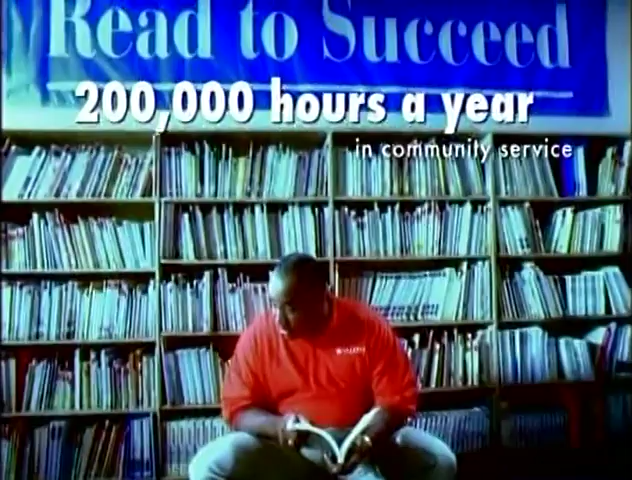 Read to Succeed
200,000 hours a year
in community service